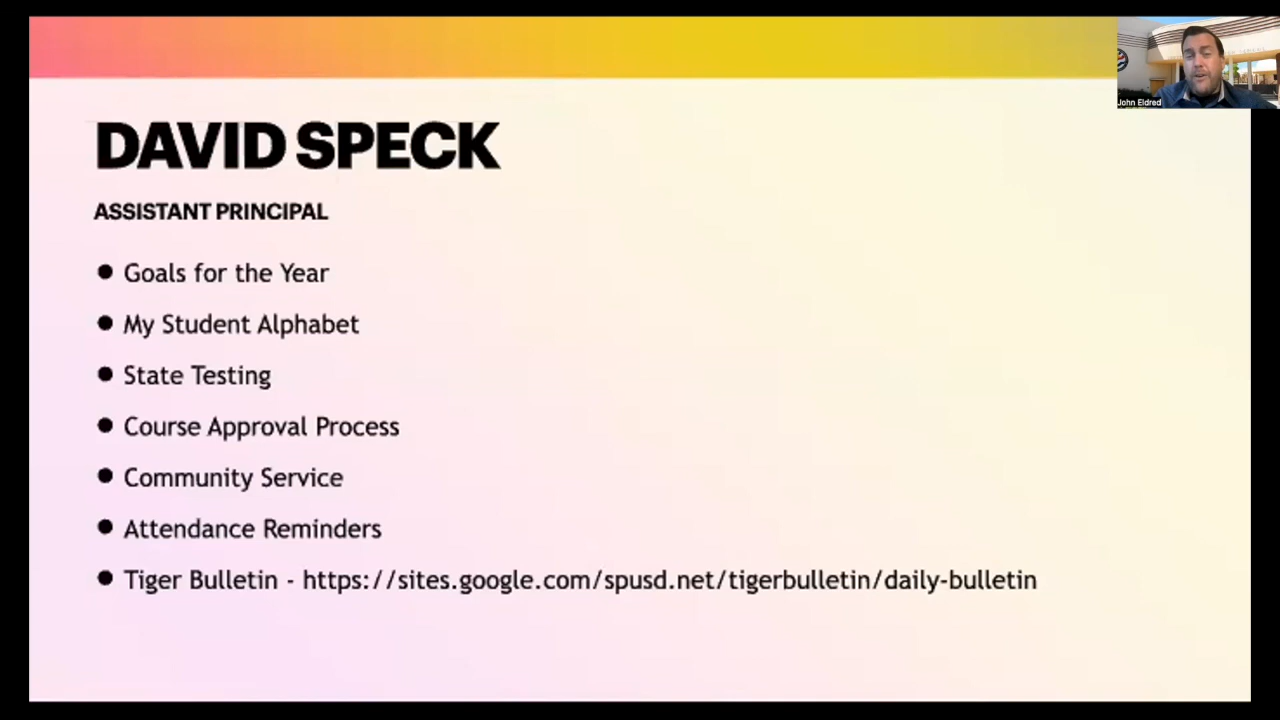 John Eldred
DAVID SPECK
ASSISTANT PRINCIPAL
● Goals for the Year
● My Student Alphabet
● State Testing
● Course Approval Process
● Community Service
● Attendance Reminders
● Tiger Bulletin - https://sites.google.com/spusd.net/tigerbulletin/daily-bulletin